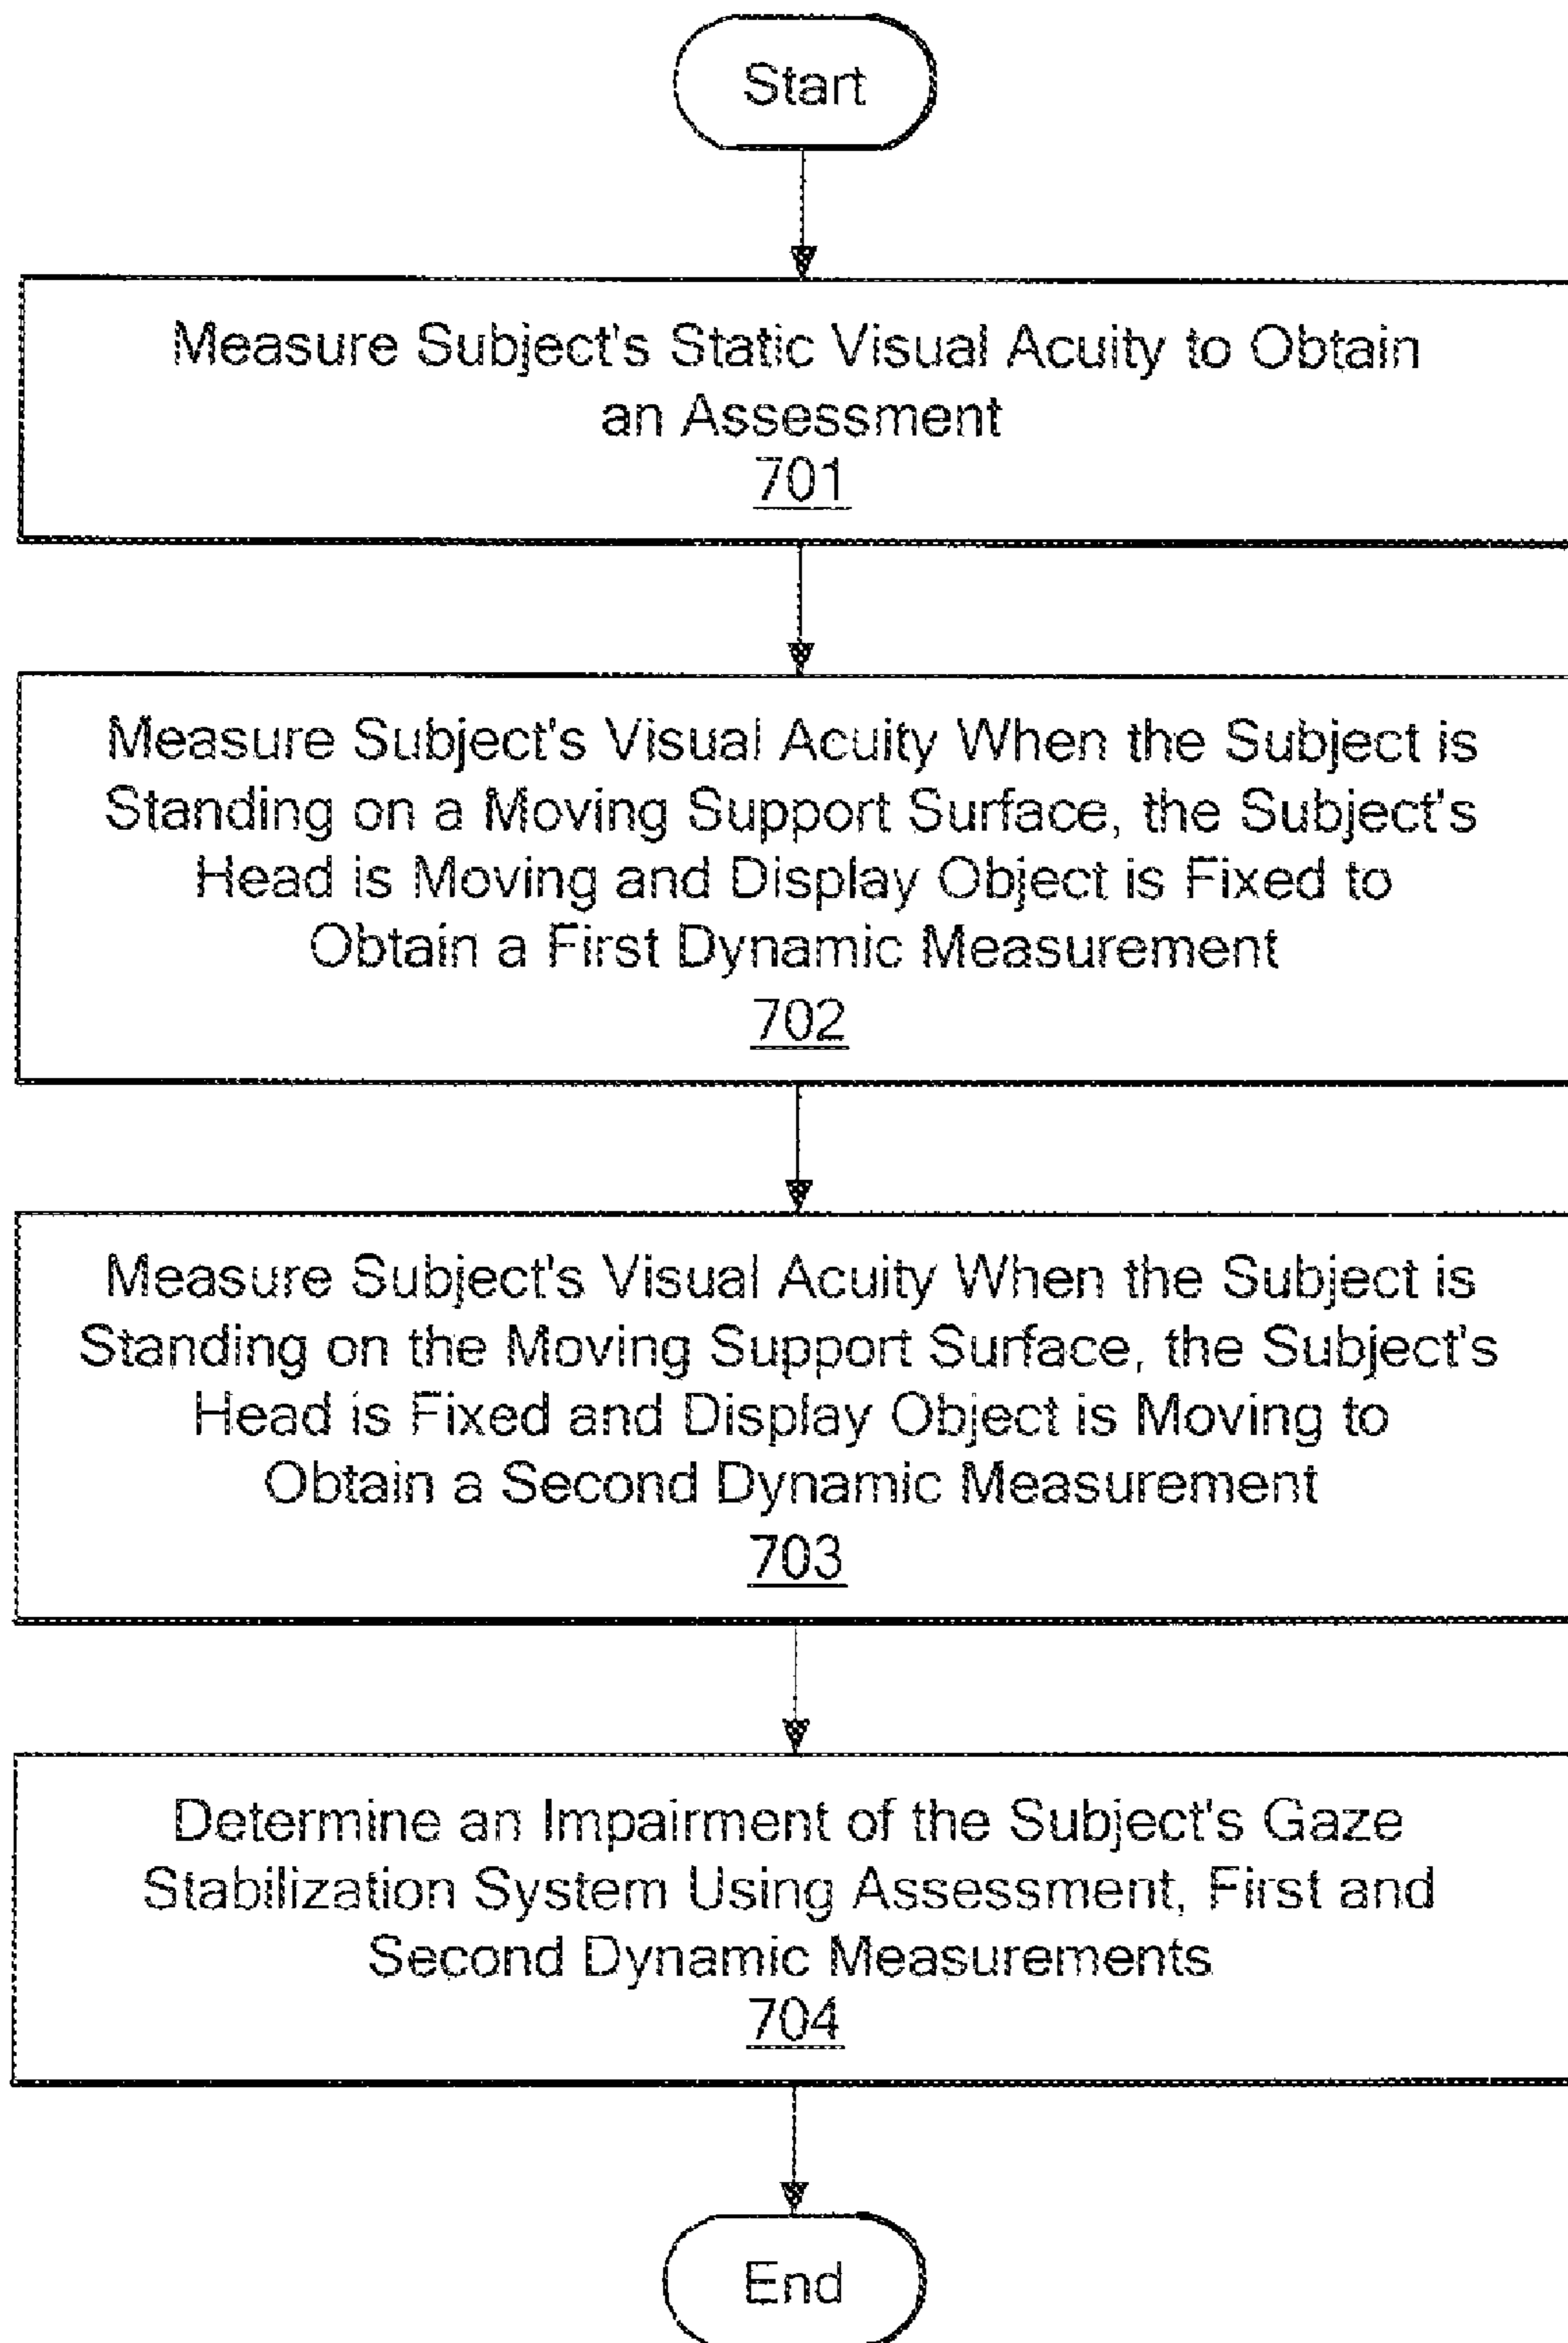 Start
Measure Subject's Static Visual Acuity to Obtain
an Assessment
701
Measure Subject's Visual Acuity When the Subject is
Standing on a Moving Support Surface, the Subject's
Head is Moving and Display Object is Fixed to
Obtain a First Dynamic Measurement
702
Measure Subject's Visual Acuity When the Subject is
Standing on the Moving Support Surface, the Subject's
Head is Fixed and Display Object is Moving to
Obtain a Second Dynamic Measurement
703
Determine an Impairment of the Subject's Gaze
Stabilization System Using Assessment, First and
Second Dynamic Measurements
704
End